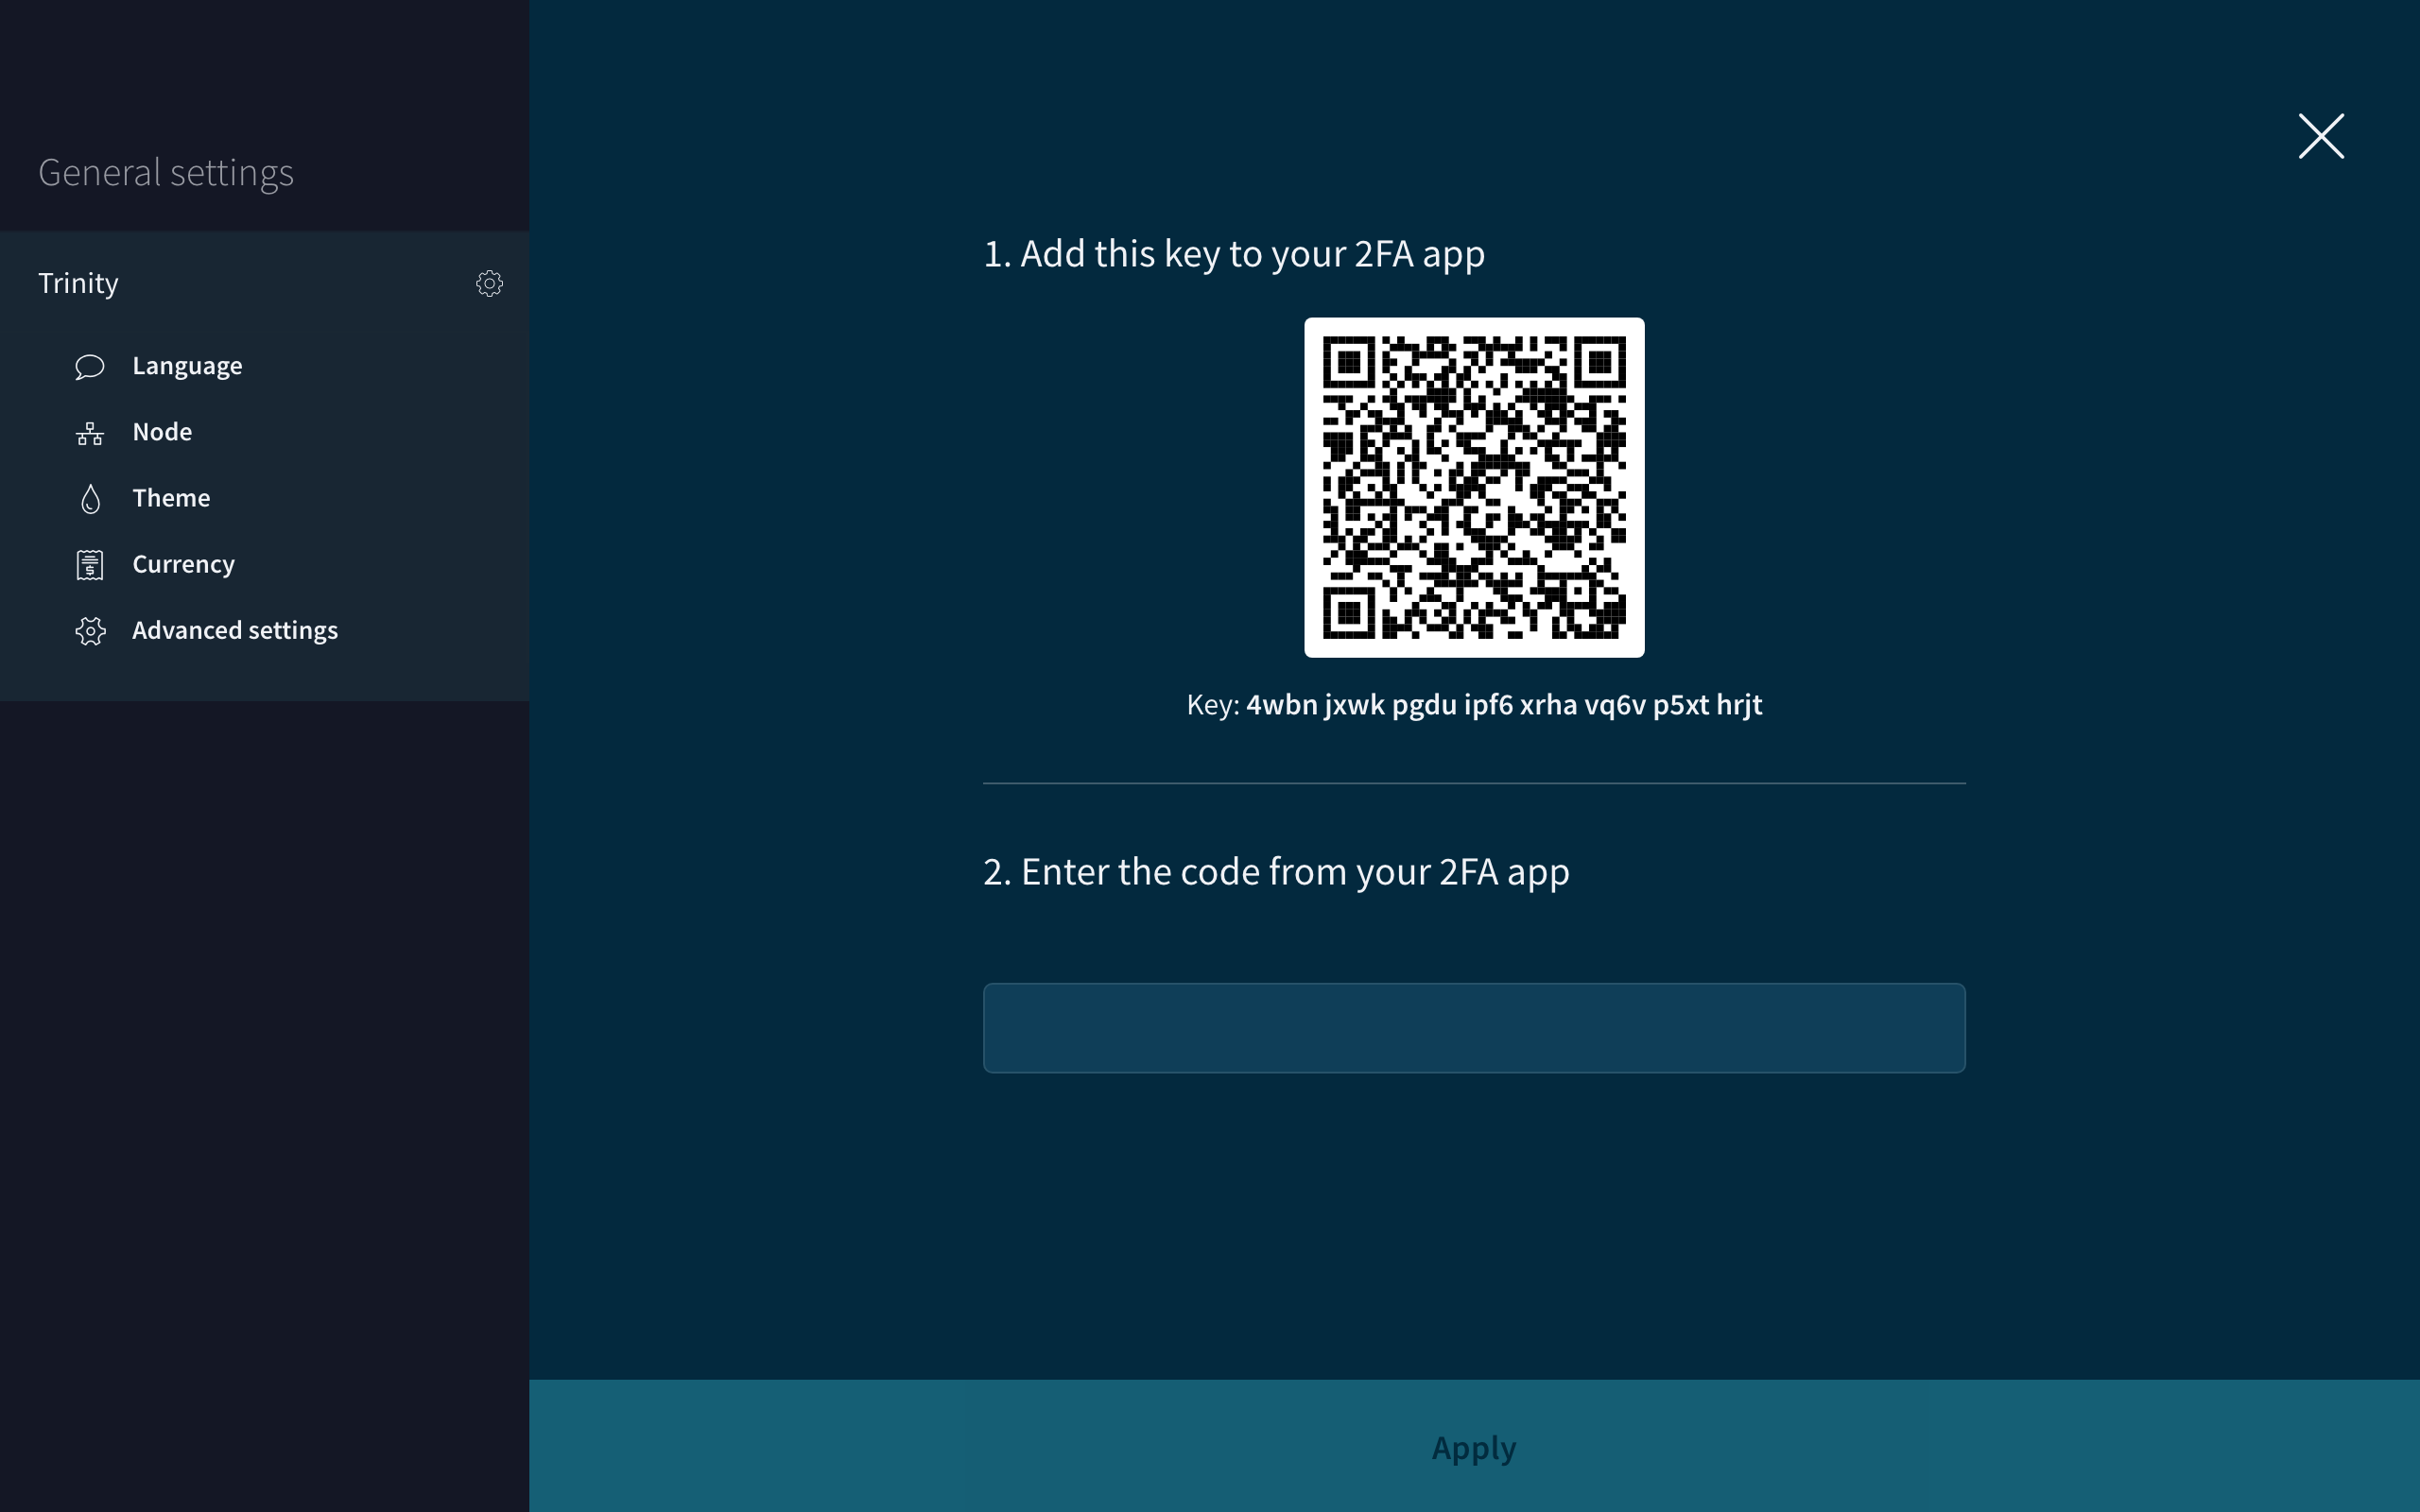 General settings
Trinity
Language
Node
Theme
Currency
Advanced settings
1. Add this key to your 2FA app
Key: 4wbn jxwk pgdu ipf6 xrha vq6v p5xt hrjt
2. Enter the code from your 2FA app
Apply